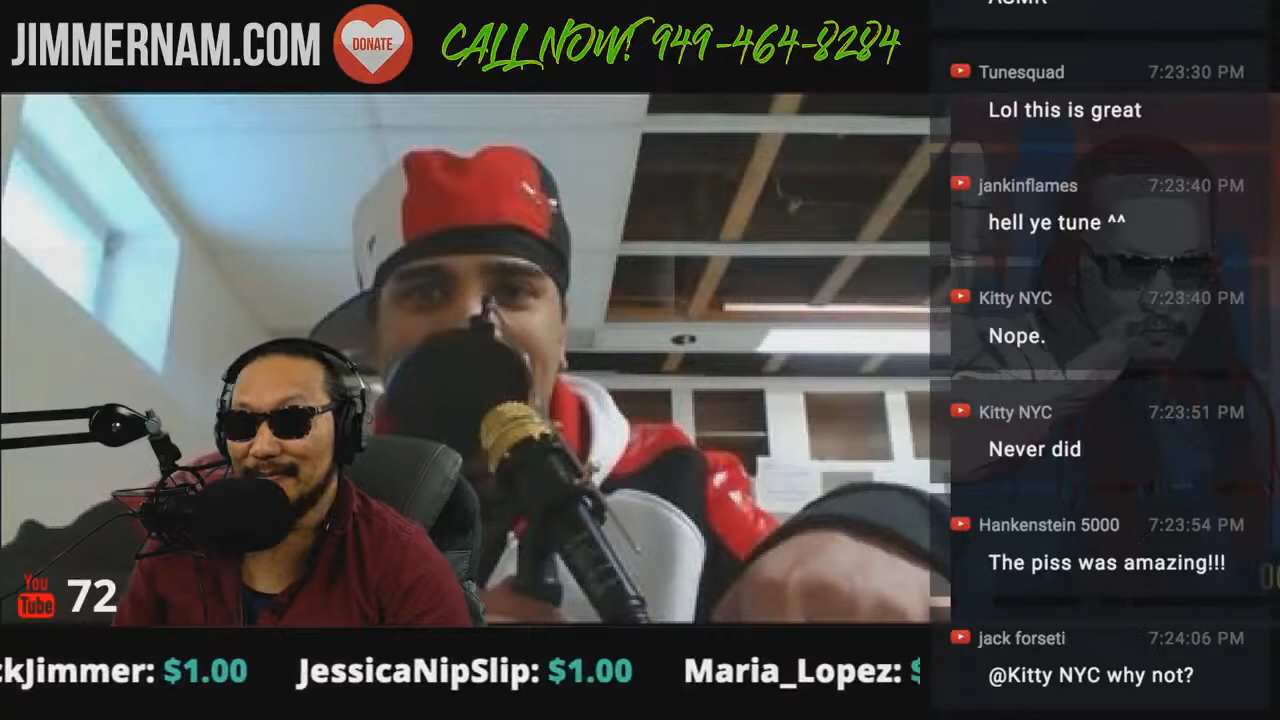 JIMMERNAM.COM
DONATE
CALL NOW! 949-464-8284
ASMR
Tunesquad 7:23:30 PM
Lol this is great
jankinflames 7:23:40 PM
hell ye tune ^^
Kitty NYC 7:23:40 PM
Nope.
Kitty NYC 7:23:51 PM
Never did
Hankenstein 5000 7:23:54 PM
The piss was amazing!!!
jack forseti 7:24:06 PM
@Kitty NYC why not?
You
Tube
72
ckJimmer: $1.00 JessicaNipSlip: $1.00 Maria_Lopez: $